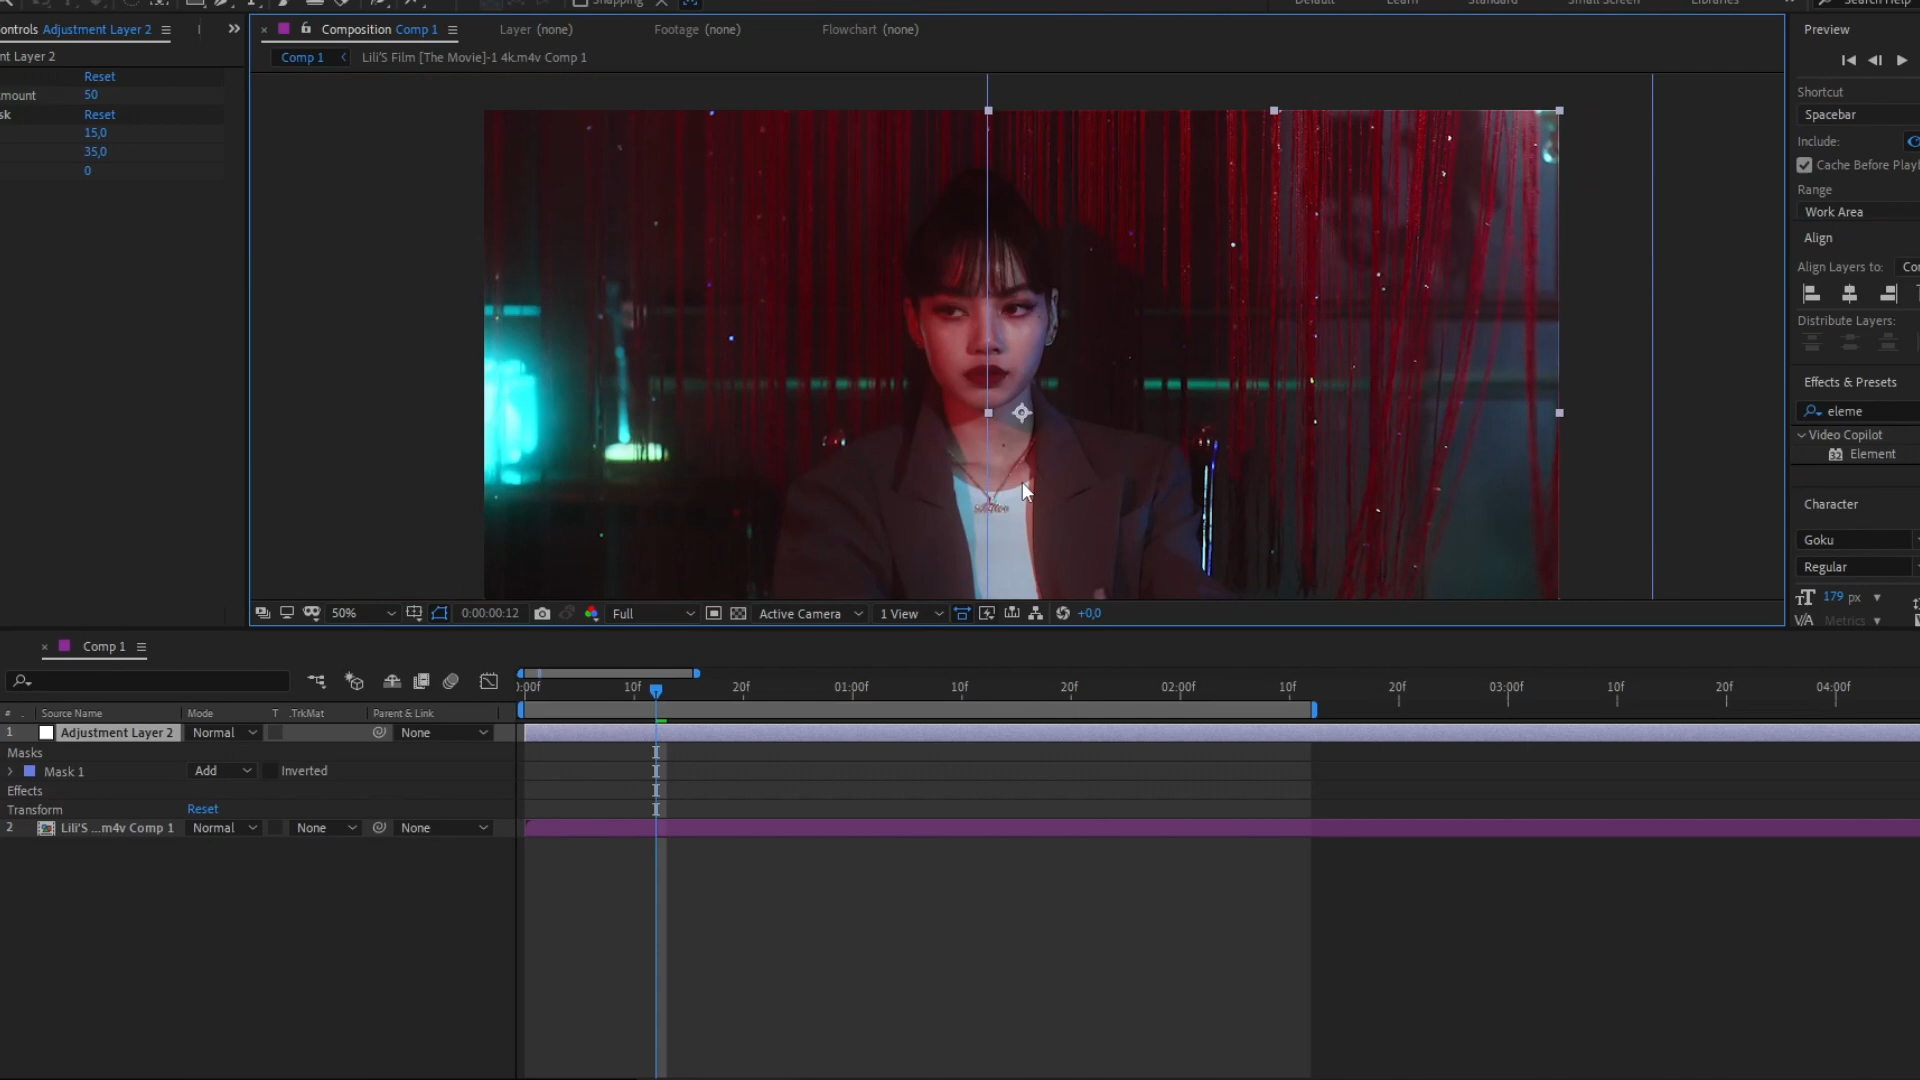 Snapping
Default
Learn
Standard
Small Screen
Libraries
Search Help
ontrols Adjustment Layer 2
Composition Comp 1
Layer (none)
Footage (none)
Flowchart (none)
Preview
nt Layer 2
Comp 1
Lili'S Film [The Movie]-1 4k.m4v Comp 1
Reset
mount
50
sk
Reset
15,0
35,0
0
Shortcut
Spacebar
Include:
Cache Before Play
Range
Work Area
Align
Align Layers to:
Co
Distribute Layers:
Effects & Presets
eleme
Video Copilot
32
Element
Character
Goku
Regular
179 px
Metrics
50%
0:00:00:12
Full
Active Camera
1 View
+0,0
Comp 1
):00f
10f
20f
01:00f
10f
20f
02:00f
10f
20f
03:00f
10f
20f
04:00f
#
Source Name
Mode
T
.TrkMat
Parent & Link
1
Adjustment Layer 2
Normal
None
Masks
Mask 1
Add
Inverted
Effects
Transform
Reset
2
Lili'S ...m4v Comp 1
Normal
None
None